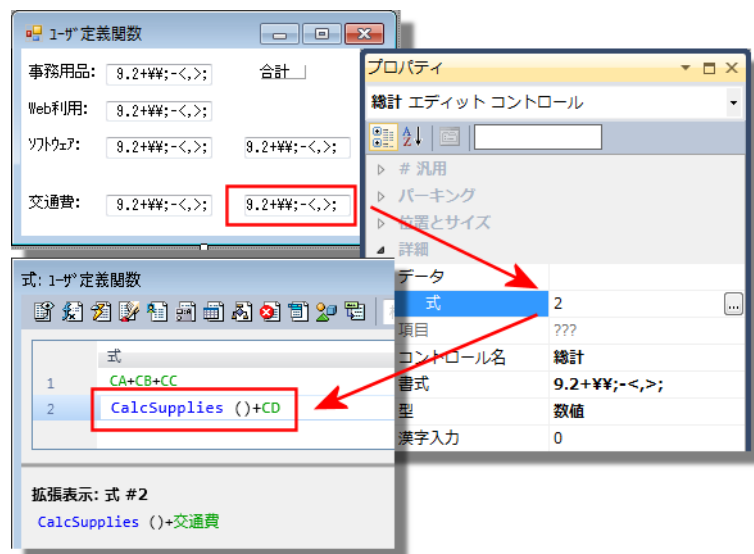 ﾕｰｻﾞ定義関数
事務用品: 9.2+¥¥;-<,>; 合計
Web利用: 9.2+¥¥;-<,>;
ｿﾌﾄｳｪｱ: 9.2+¥¥;-<,>; 9.2+¥¥;-<,>;
交通費: 9.2+¥¥;-<,>; 9.2+¥¥;-<,>;
プロパティ
総計 エディット コントロール
# 汎用
パーキング
位置とサイズ
詳細
データ
式 2 ...
項目 ???
コントロール名 総計
書式 9.2+¥¥;-<,>;
型 数値
漢字入力 0
式: ﾕｰｻﾞ定義関数
式
1 CA+CB+CC
2 CalcSupplies ()+CD
拡張表示: 式 #2
CalcSupplies ()+交通費